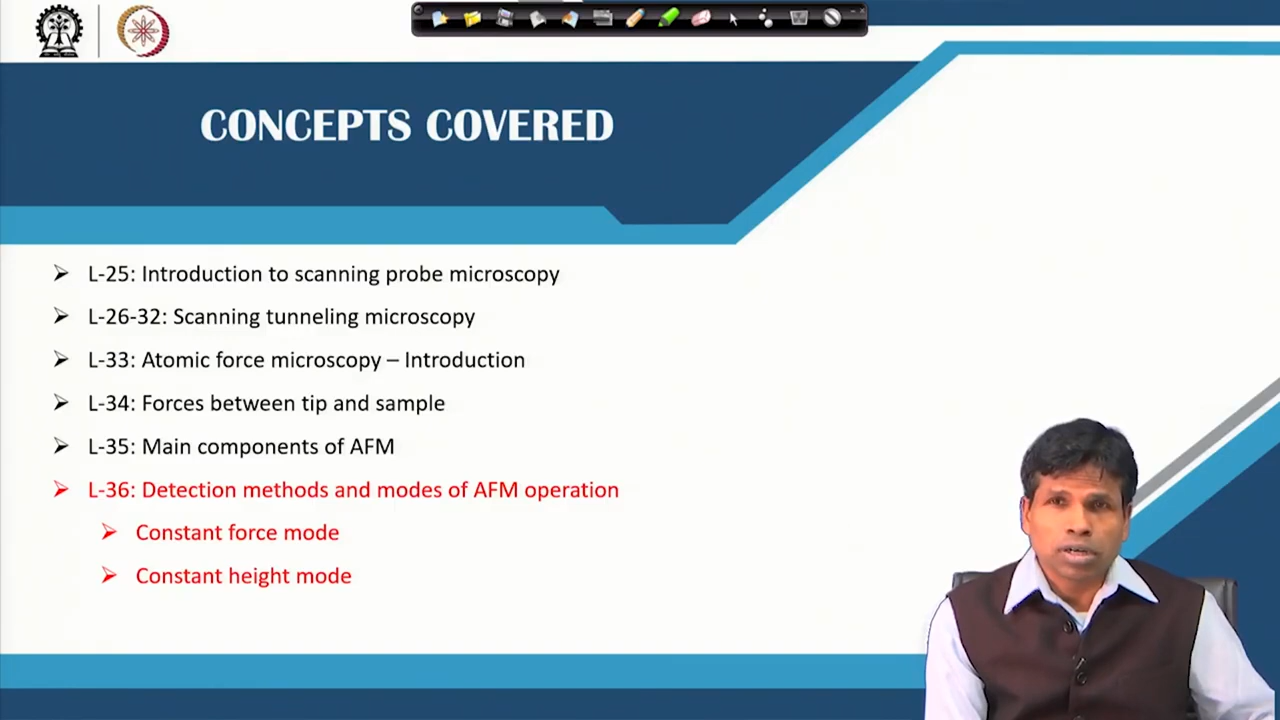 CONCEPTS COVERED
➢ L-25: Introduction to scanning probe microscopy
➢ L-26-32: Scanning tunneling microscopy
➢ L-33: Atomic force microscopy – Introduction
➢ L-34: Forces between tip and sample
➢ L-35: Main components of AFM
➢ L-36: Detection methods and modes of AFM operation
➢ Constant force mode
➢ Constant height mode